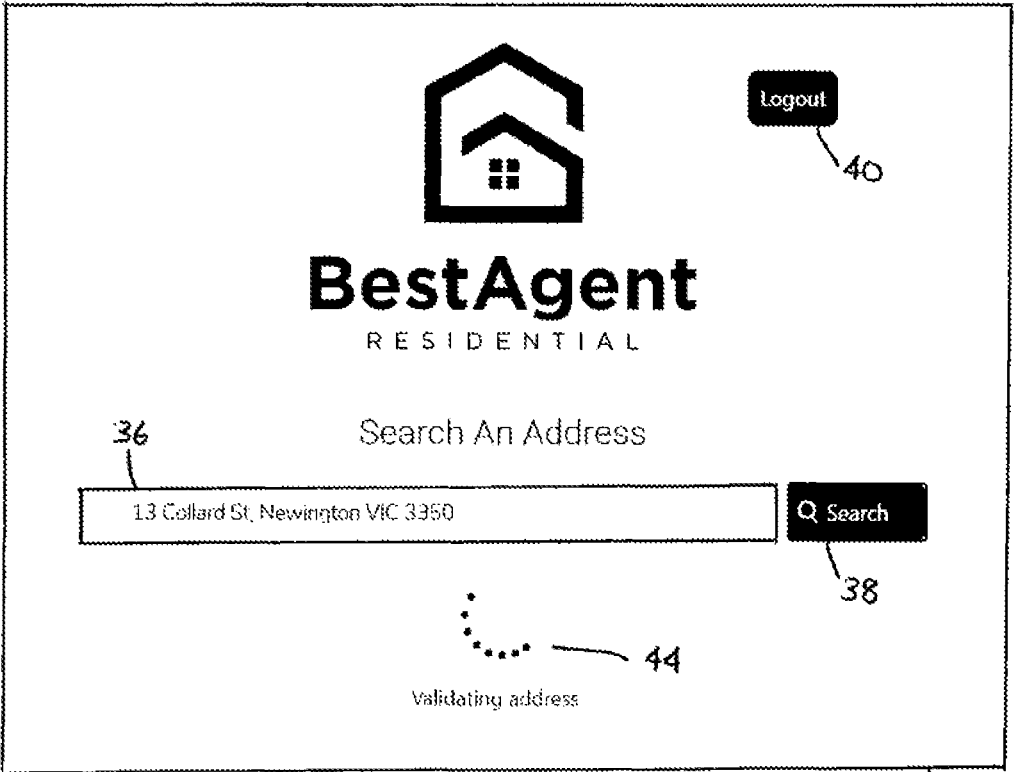 Logout
40
BestAgent
RESIDENTIAL
36
Search An Address
13 Collard St, Newington VIC 3350
Search
38
44
Validating address